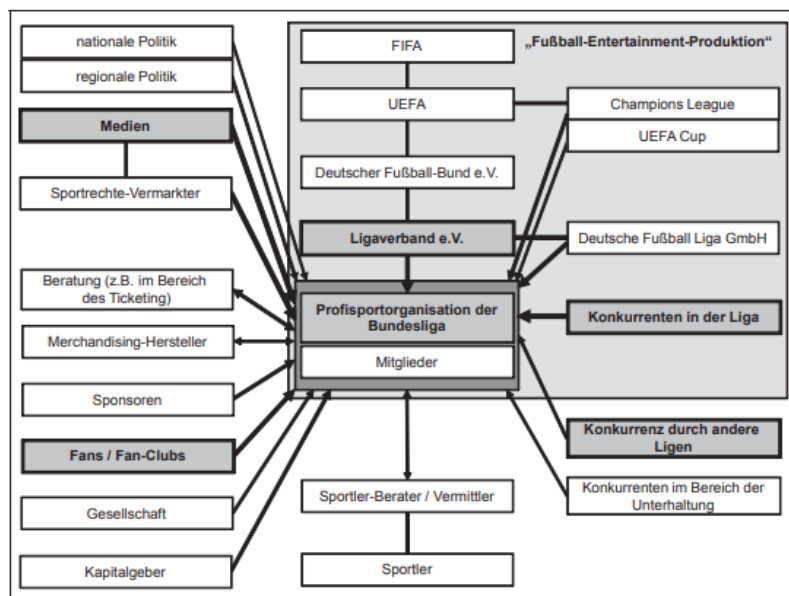 nationale Politik
regionale Politik
Medien
Sportrechte-Vermarkter
Beratung (z.B. im Bereich
des Ticketing)
Merchandising-Hersteller
Sponsoren
Fans / Fan-Clubs
Gesellschaft
Kapitalgeber
„Fußball-Entertainment-Produktion“
FIFA
UEFA
Deutscher Fußball-Bund e.V.
Ligaverband e.V.
Profisportorganisation der
Bundesliga
Mitglieder
Sportler-Berater / Vermittler
Sportler
Champions League
UEFA Cup
Deutsche Fußball Liga GmbH
Konkurrenten in der Liga
Konkurrenz durch andere
Ligen
Konkurrenten im Bereich der
Unterhaltung